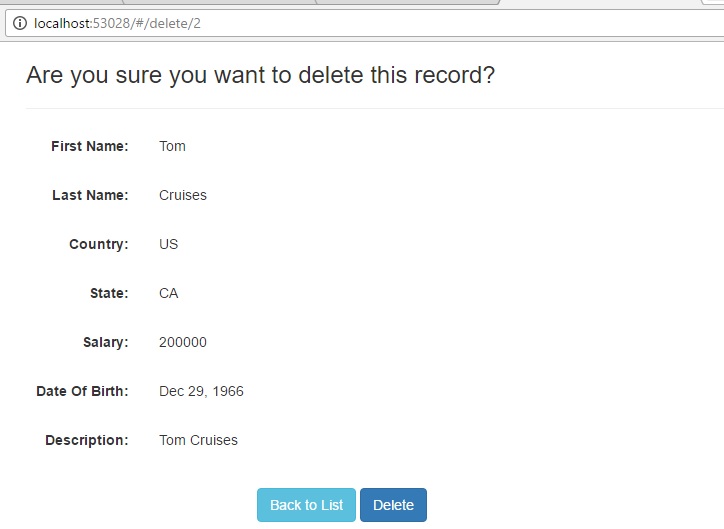 localhost:53028/#/delete/2
Are you sure you want to delete this record?
First Name: Tom
Last Name: Cruises
Country: US
State: CA
Salary: 200000
Date Of Birth: Dec 29, 1966
Description: Tom Cruises
Back to List Delete